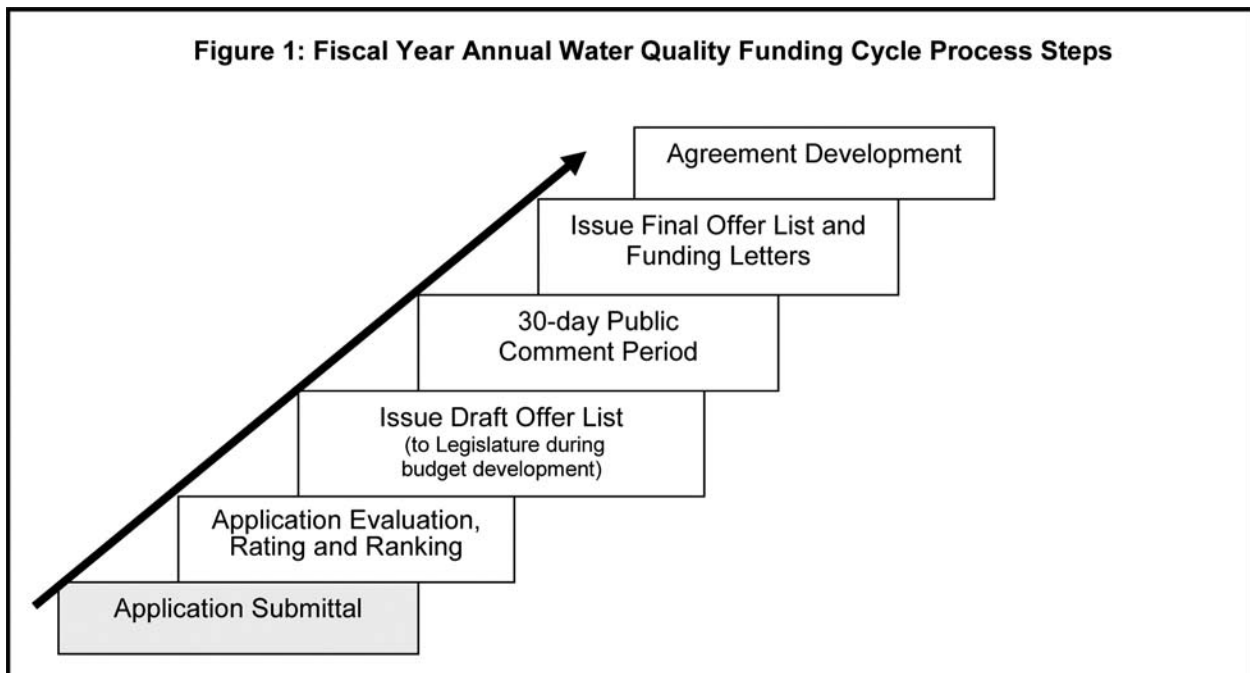 Figure 1: Fiscal Year Annual Water Quality Funding Cycle Process Steps
Agreement Development
Issue Final Offer List and
Funding Letters
30-day Public
Comment Period
Issue Draft Offer List
(to Legislature during
budget development)
Application Evaluation,
Rating and Ranking
Application Submittal